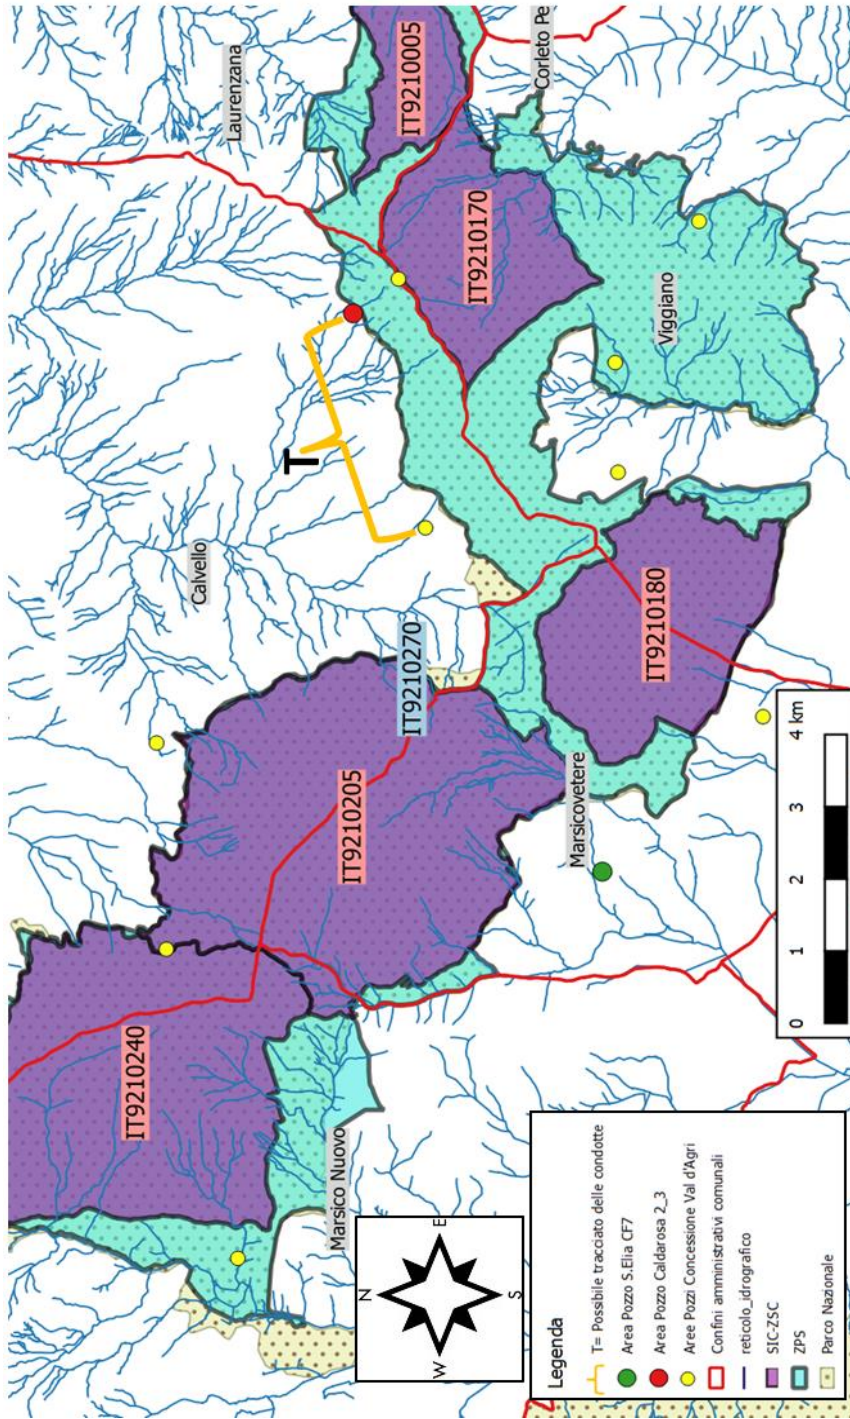 Laurenzana
IT9210005
Corleto Pe
IT9210170
Viggiano
T
Calvello
IT9210270
IT9210180
IT9210205
Marsicovetere
IT9210240
Marsico Nuovo
0 1 2 3 4 km
N
W E
S
Legenda
T= Possibile tracciato delle condotte
Area Pozzo S.Elia CF7
Area Pozzo Caldarosa 2_3
Aree Pozzi Concessione Val d'Agri
Confini amministrativi comunali
reticolo_idrografico
SIC-ZSC
ZPS
Parco Nazionale